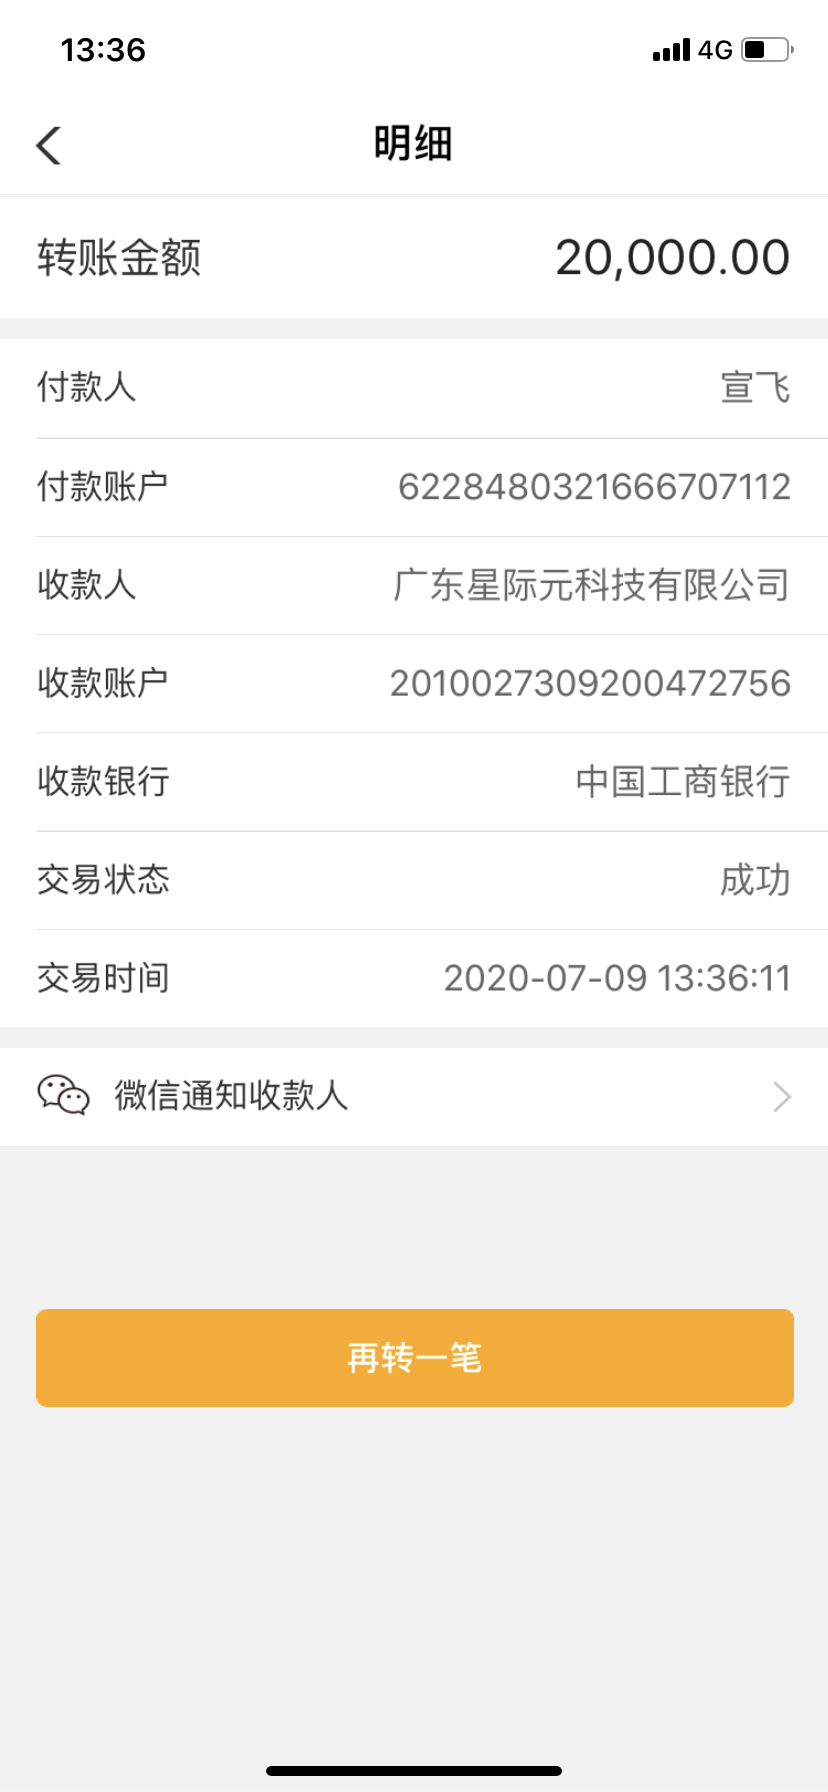 13:36 4G
明细
转账金额 20,000.00
付款人 宣飞
付款账户 6228480321666707112
收款人 广东星际元科技有限公司
收款账户 2010027309200472756
收款银行 中国工商银行
交易状态 成功
交易时间 2020-07-09 13:36:11
微信通知收款人
再转一笔